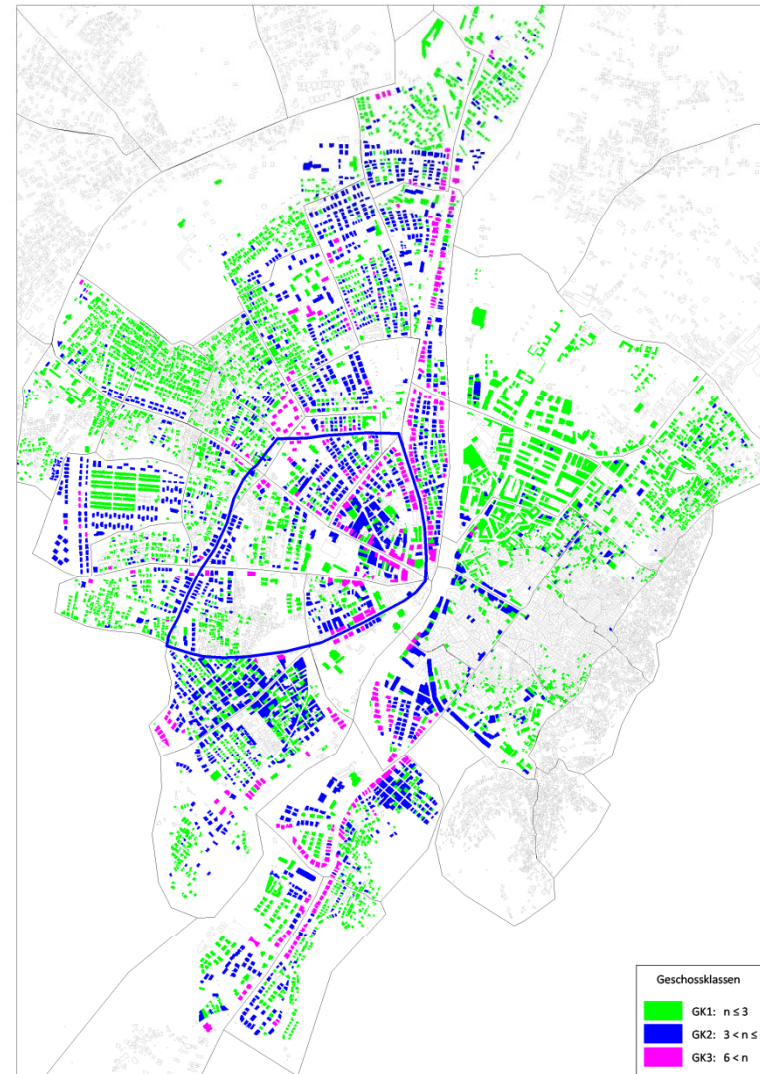 Geschossklassen
GK1: n ≤ 3
GK2: 3 < n ≤
GK3: 6 < n